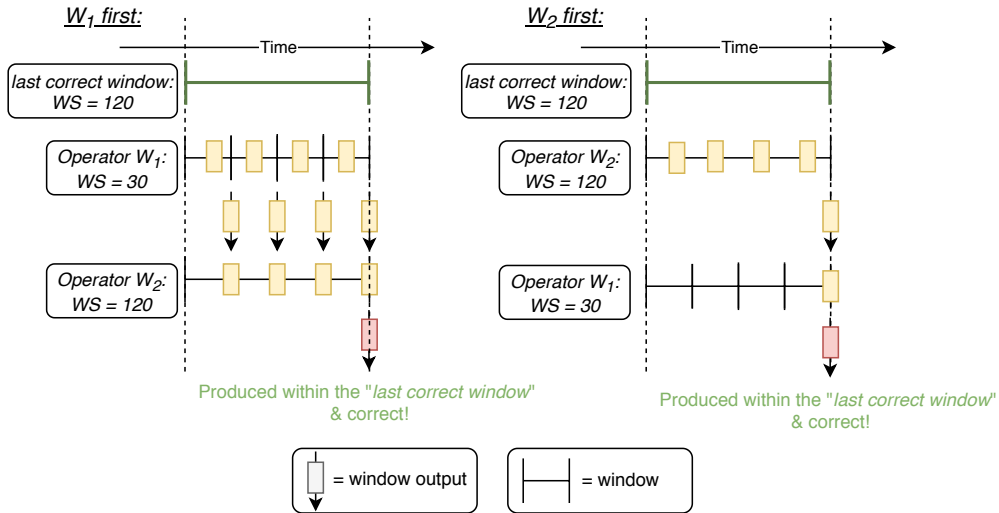 W1 first:
Time
last correct window:
WS = 120
Operator W1:
WS = 30
Operator W2:
WS = 120
Produced within the "last correct window"
& correct!
W2 first:
Time
last correct window:
WS = 120
Operator W2:
WS = 120
Operator W1:
WS = 30
Produced within the "last correct window"
& correct!
= window output
= window